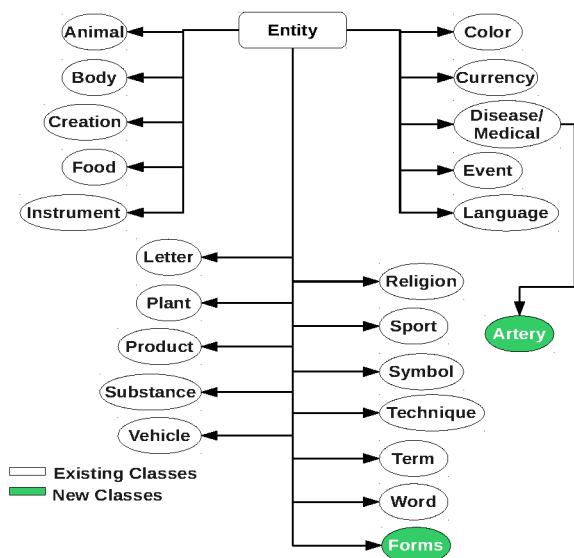 Entity
Animal
Body
Creation
Food
Instrument
Color
Currency
Disease/
Medical
Event
Language
Artery
Letter
Plant
Product
Substance
Vehicle
Religion
Sport
Symbol
Technique
Term
Word
Forms
Existing Classes
New Classes